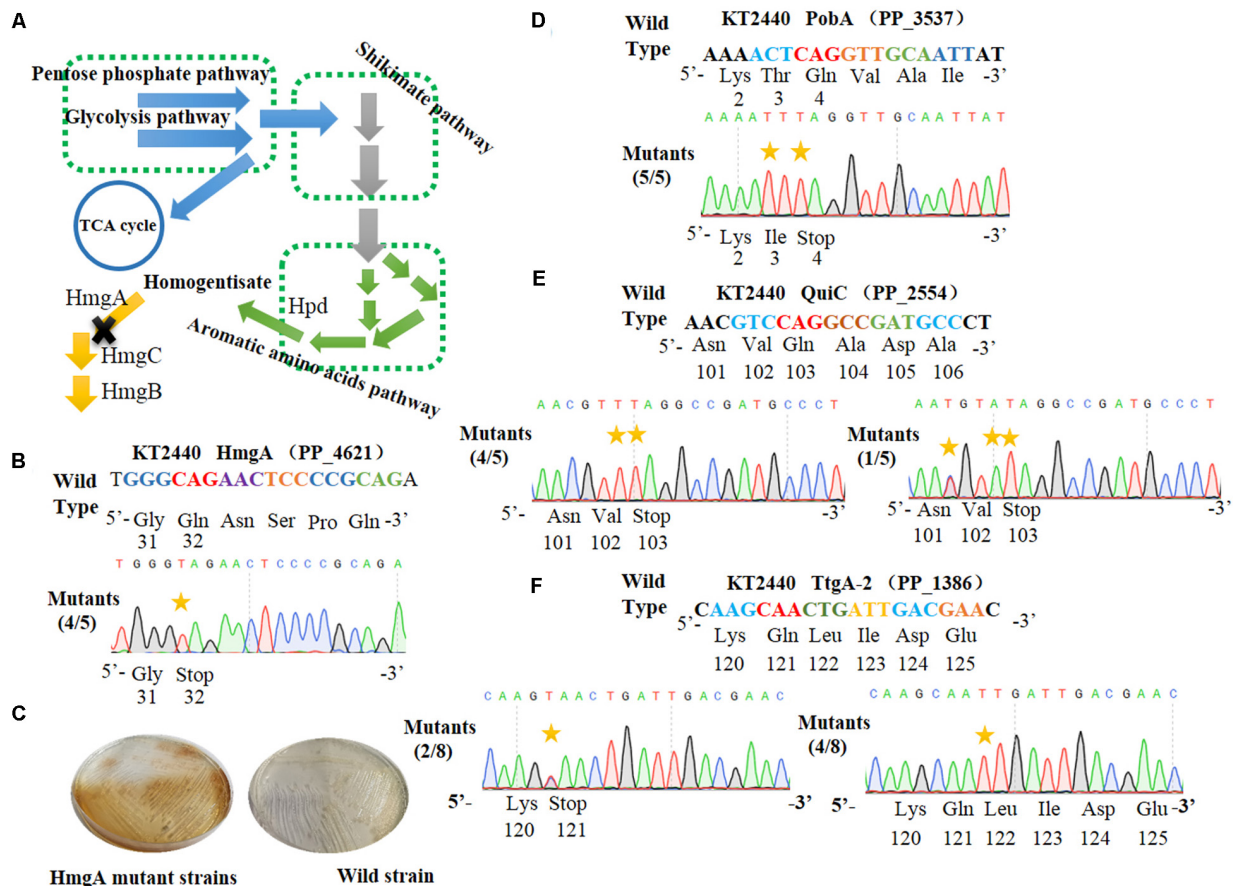 A
Pentose phosphate pathway
Glycolysis pathway
Shikimate pathway
TCA cycle
Homogentisate
HmgA
Hpd
HmgC
HmgB
Aromatic amino acids pathway
B
KT2440 HmgA (PP_4621)
Wild Type
TGGGCAGAACTCCCCGCAGA
5'- Gly Gln Asn Ser Pro Gln -3'
31 32
T G G G T A G A A C T C C C C G C A G A
Mutants (4/5)
5'- Gly Stop -3'
31 32
C
HmgA mutant strains
Wild strain
D
Wild Type
KT2440 PobA (PP_3537)
AAAACTCAGGTTGCAATTAT
5'- Lys Thr Gln Val Ala Ile -3'
2 3 4
A A A A T T T A G G T T G C A A T T A T
Mutants (5/5)
5'- Lys Ile Stop -3'
2 3 4
E
Wild Type
KT2440 QuiC (PP_2554)
AACGTCCAGGCCGATGCCCT
5'- Asn Val Gln Ala Asp Ala -3'
101 102 103 104 105 106
A A C G T T T A G G C C G A T G C C C T
Mutants (4/5)
5'- Asn Val Stop -3'
101 102 103
A A T G T A T A G G C C G A T G C C C T
Mutants (1/5)
5'- Asn Val Stop -3'
101 102 103
F
Wild Type
KT2440 TtgA-2 (PP_1386)
5'- CAAGCAACTGATTGACGAAC -3'
Lys Gln Leu Ile Asp Glu
120 121 122 123 124 125
C A A G T A A C T G A T T G A C G A A C
Mutants (2/8)
5'- Lys Stop -3'
120 121
C A A G C A A T T G A T T G A C G A A C
Mutants (4/8)
5'- Lys Gln Leu Ile Asp Glu -3'
120 121 122 123 124 125